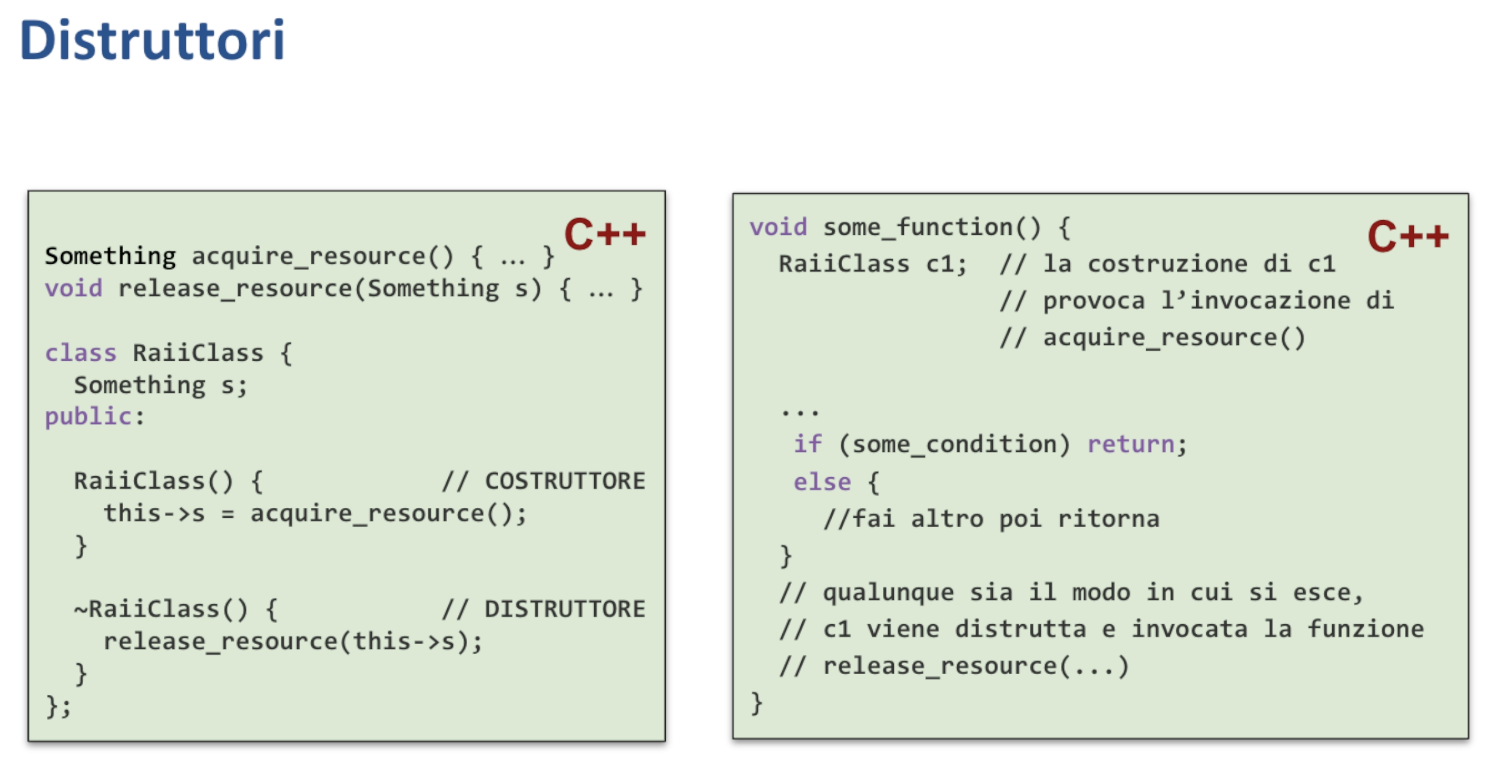 Distruttori
C++
Something acquire_resource() { … }
void release_resource(Something s) { … }
class RaiiClass {
  Something s;
public:
  RaiiClass() {            // COSTRUTTORE
    this->s = acquire_resource();
  }
  ~RaiiClass() {           // DISTRUTTORE
    release_resource(this->s);
  }
};
C++
void some_function() {
  RaiiClass c1;  // la costruzione di c1
                 // provoca l’invocazione di
                 // acquire_resource()
  ...
   if (some_condition) return;
   else {
     //fai altro poi ritorna
  }
  // qualunque sia il modo in cui si esce,
  // c1 viene distrutta e invocata la funzione
  // release_resource(...)
}